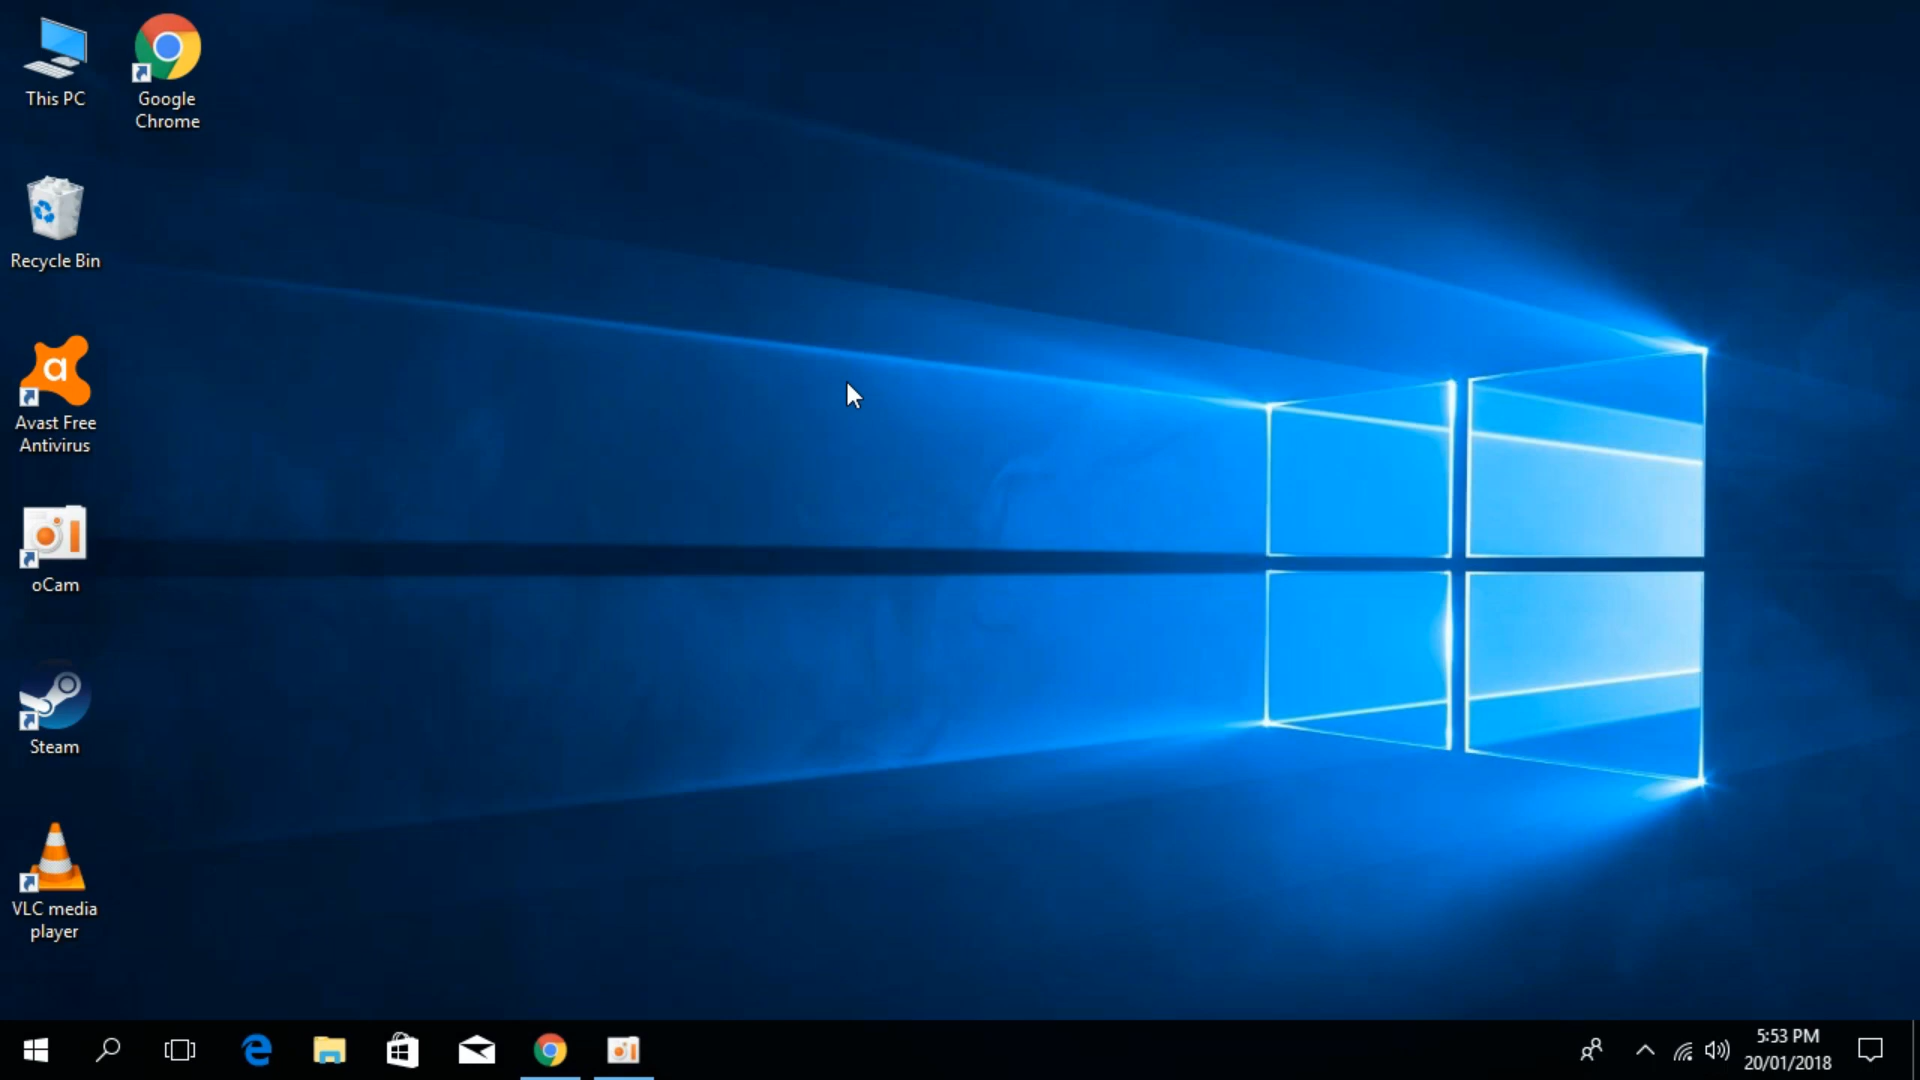 This PC
Google
Chrome
Recycle Bin
a
Avast Free
Antivirus
oCam
Steam
VLC media
player
5:53 PM
20/01/2018